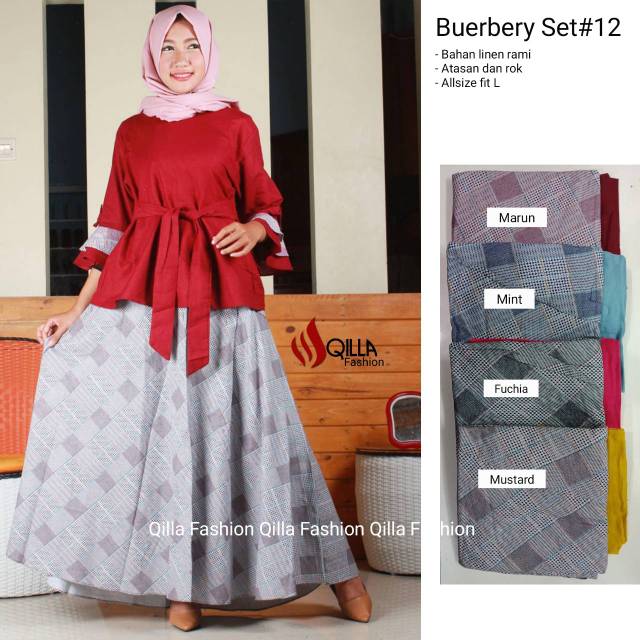 Buerbery Set#12
- Bahan linen rami
- Atasan dan rok
- Allsize fit L
Marun
Mint
Fuchia
Mustard
QILLA
Fashion
Qilla Fashion Qilla Fashion Qilla Fashion